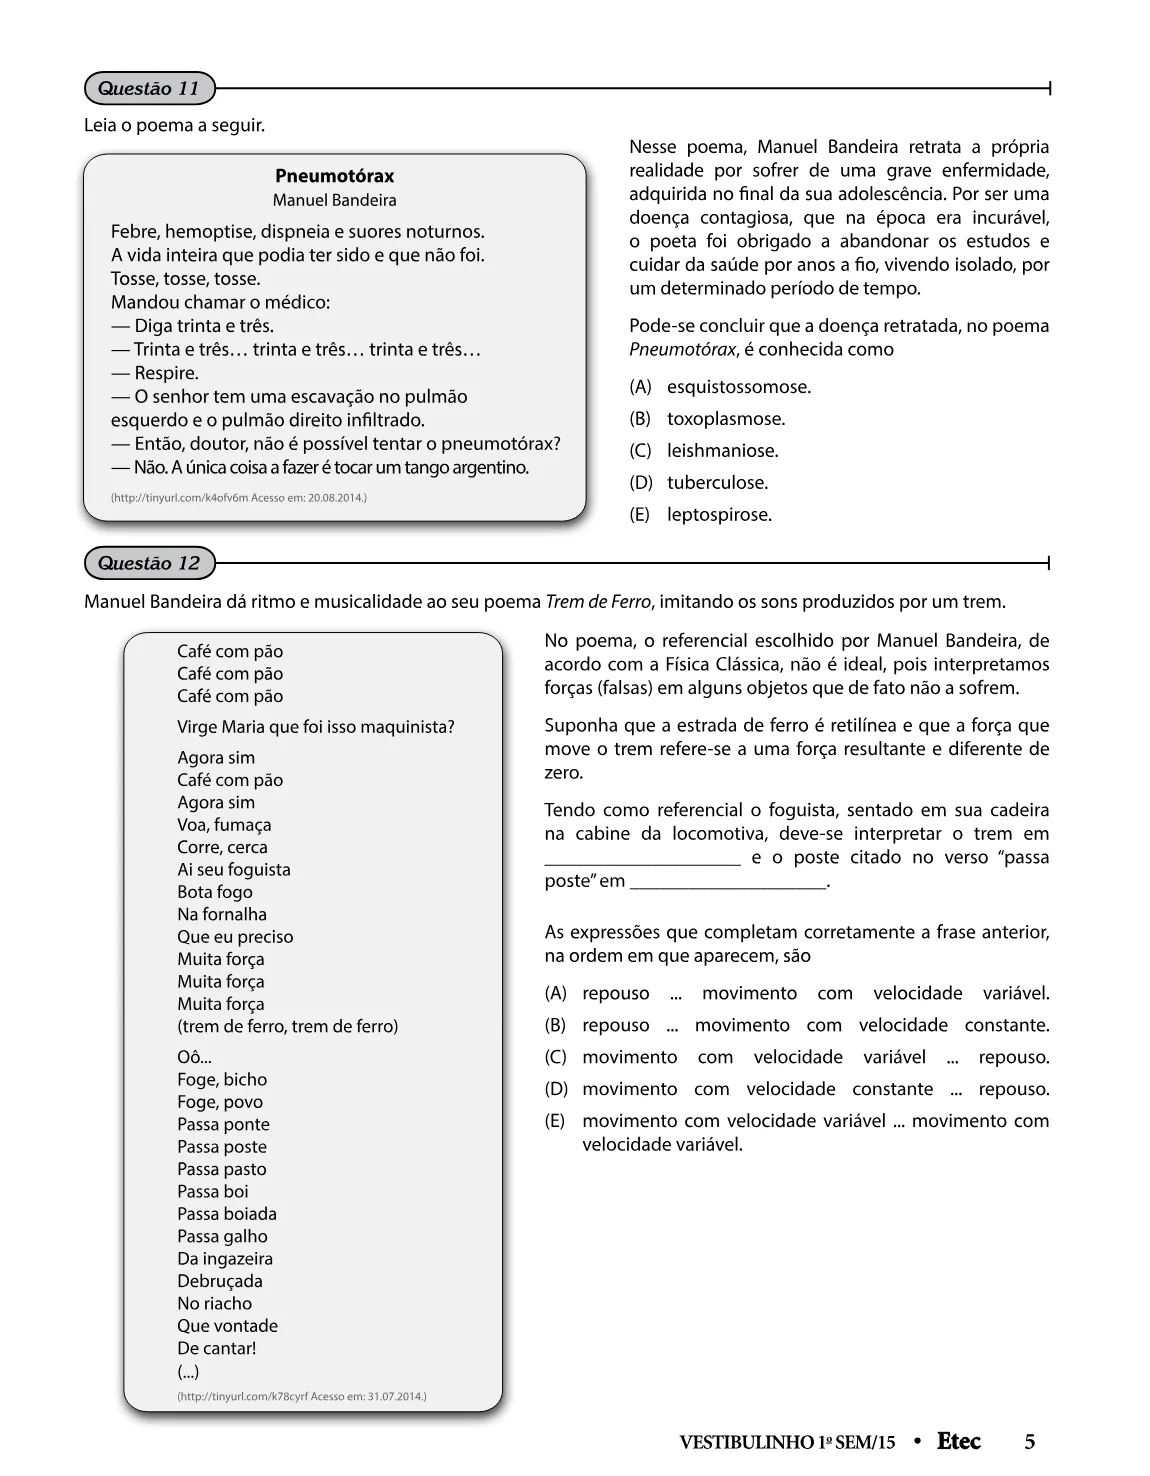 Questão 11
Leia o poema a seguir.
Pneumotórax
Manuel Bandeira
Febre, hemoptise, dispneia e suores noturnos.
A vida inteira que podia ter sido e que não foi.
Tosse, tosse, tosse.
Mandou chamar o médico:
— Diga trinta e três.
— Trinta e três… trinta e três… trinta e três…
— Respire.
— O senhor tem uma escavação no pulmão
esquerdo e o pulmão direito infiltrado.
— Então, doutor, não é possível tentar o pneumotórax?
— Não. A única coisa a fazer é tocar um tango argentino.
(http://tinyurl.com/k4ofv6m Acesso em: 20.08.2014.)
Nesse poema, Manuel Bandeira retrata a própria
realidade por sofrer de uma grave enfermidade,
adquirida no final da sua adolescência. Por ser uma
doença contagiosa, que na época era incurável,
o poeta foi obrigado a abandonar os estudos e
cuidar da saúde por anos a fio, vivendo isolado, por
um determinado período de tempo.
Pode-se concluir que a doença retratada, no poema
Pneumotórax, é conhecida como
(A) esquistossomose.
(B) toxoplasmose.
(C) leishmaniose.
(D) tuberculose.
(E) leptospirose.
Questão 12
Manuel Bandeira dá ritmo e musicalidade ao seu poema Trem de Ferro, imitando os sons produzidos por um trem.
Café com pão
Café com pão
Café com pão
Virge Maria que foi isso maquinista?
Agora sim
Café com pão
Agora sim
Voa, fumaça
Corre, cerca
Ai seu foguista
Bota fogo
Na fornalha
Que eu preciso
Muita força
Muita força
Muita força
(trem de ferro, trem de ferro)
Oô...
Foge, bicho
Foge, povo
Passa ponte
Passa poste
Passa pasto
Passa boi
Passa boiada
Passa galho
Da ingazeira
Debruçada
No riacho
Que vontade
De cantar!
(...)
(http://tinyurl.com/k78cyrf Acesso em: 31.07.2014.)
No poema, o referencial escolhido por Manuel Bandeira, de
acordo com a Física Clássica, não é ideal, pois interpretamos
forças (falsas) em alguns objetos que de fato não a sofrem.
Suponha que a estrada de ferro é retilínea e que a força que
move o trem refere-se a uma força resultante e diferente de
zero.
Tendo como referencial o foguista, sentado em sua cadeira
na cabine da locomotiva, deve-se interpretar o trem em
____________________ e o poste citado no verso “passa
poste” em ____________________.
As expressões que completam corretamente a frase anterior,
na ordem em que aparecem, são
(A) repouso ... movimento com velocidade variável.
(B) repouso ... movimento com velocidade constante.
(C) movimento com velocidade variável ... repouso.
(D) movimento com velocidade constante ... repouso.
(E) movimento com velocidade variável ... movimento com
velocidade variável.
VESTIBULINHO 1º SEM/15 • Etec 5